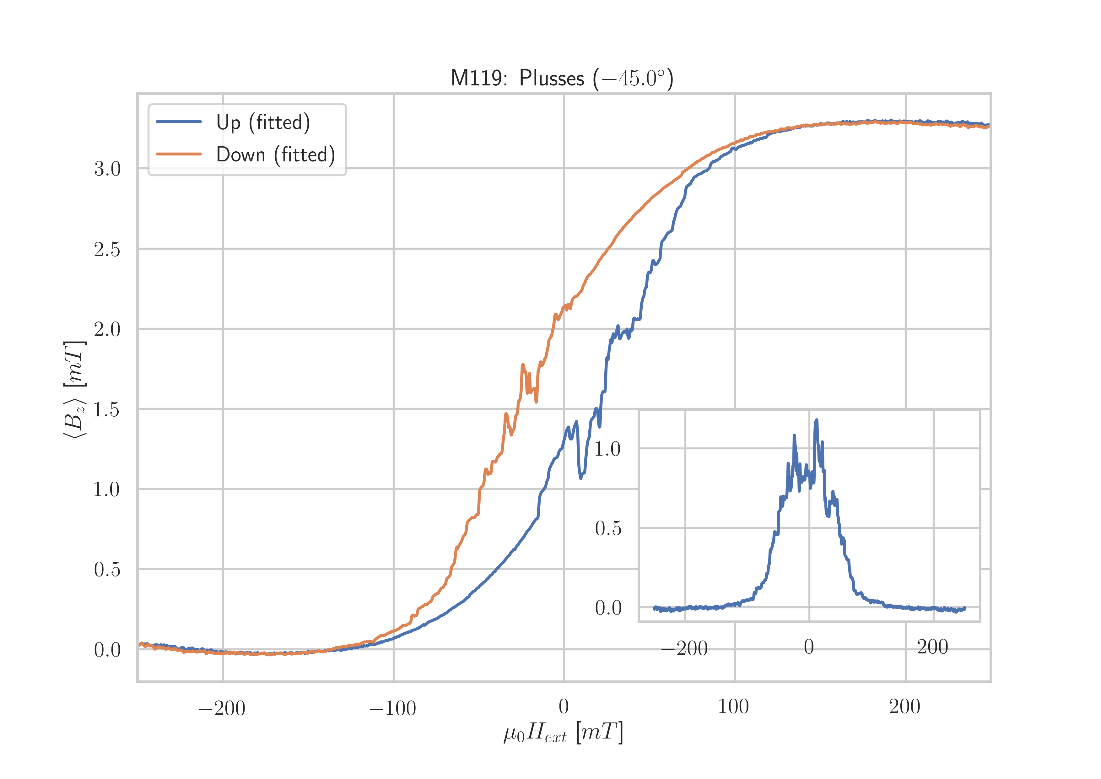 M119: Plusses (−45.0°)
Up (fitted)
Down (fitted)
3.0
2.5
2.0
1.5
1.0
0.5
0.0
⟨B_z⟩ [mT]
1.0
0.5
0.0
−200 0 200
−200 −100 0 100 200
μ₀H_ext [mT]